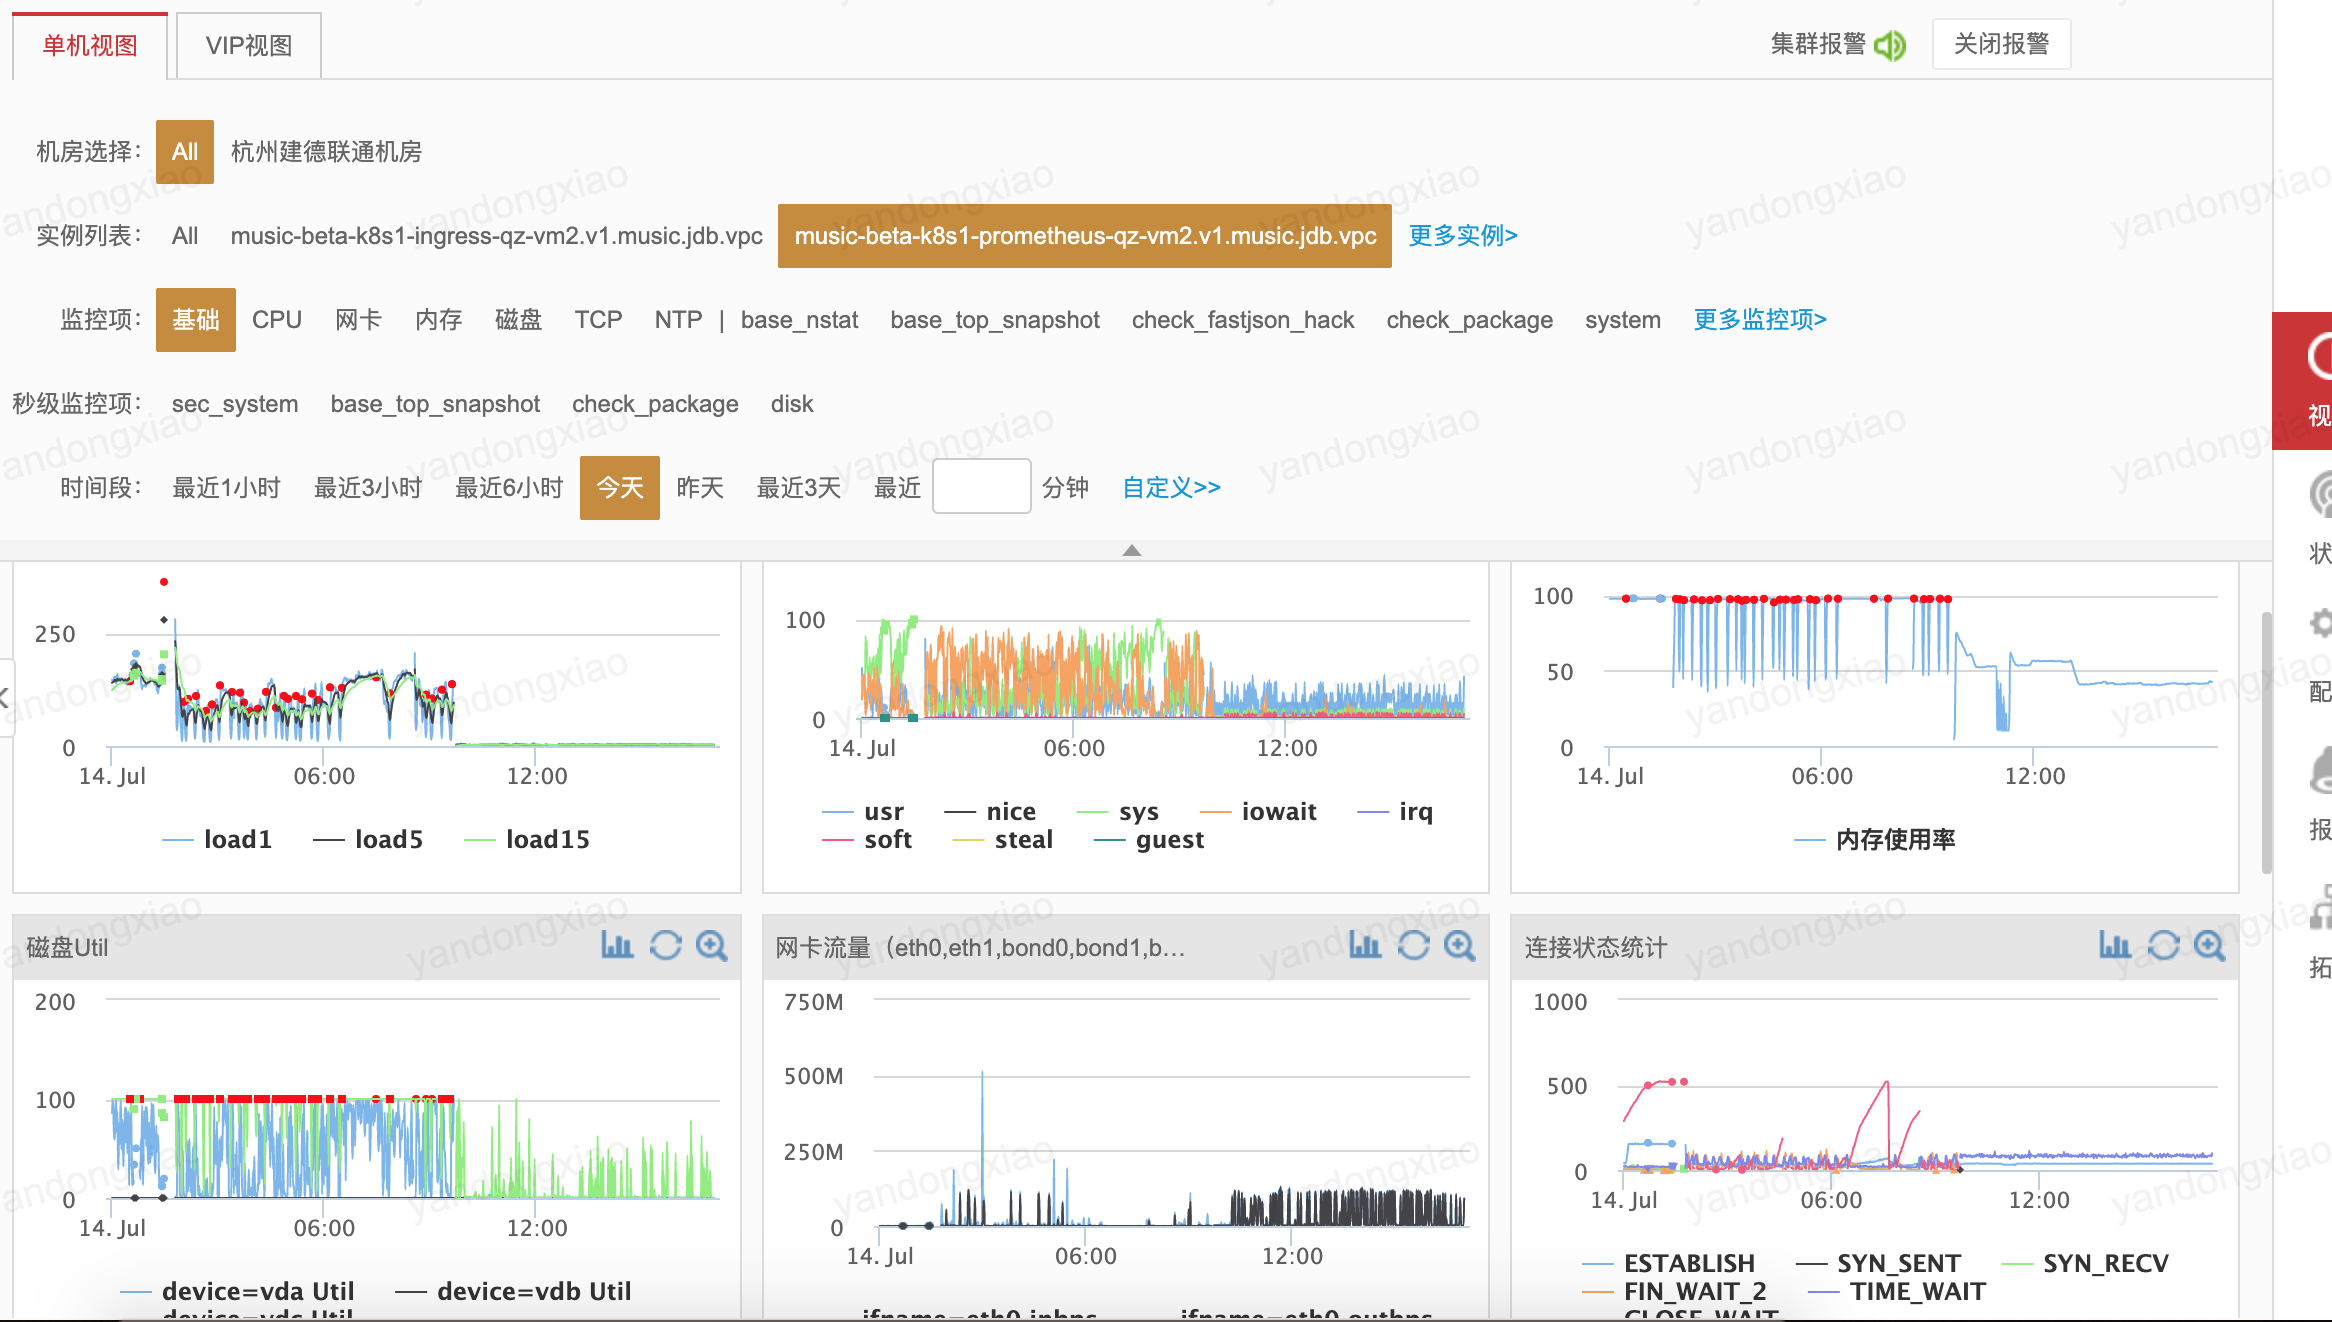 单机视图 VIP视图 集群报警 关闭报警
机房选择： All 杭州建德联通机房
实例列表： All music-beta-k8s1-ingress-qz-vm2.v1.music.jdb.vpc music-beta-k8s1-prometheus-qz-vm2.v1.music.jdb.vpc 更多实例>
监控项： 基础 CPU 网卡 内存 磁盘 TCP NTP | base_nstat base_top_snapshot check_fastjson_hack check_package system 更多监控项>
秒级监控项： sec_system base_top_snapshot check_package disk
时间段： 最近1小时 最近3小时 最近6小时 今天 昨天 最近3天 最近 分钟 自定义>>
视
状
配
报
拓
250
0
14. Jul 06:00 12:00
load1 load5 load15
100
0
14. Jul 06:00 12:00
usr nice sys iowait irq
soft steal guest
100
50
0
14. Jul 06:00 12:00
内存使用率
磁盘Util
200
100
0
14. Jul 06:00 12:00
device=vda Util device=vdb Util
device=vdc Util
网卡流量（eth0,eth1,bond0,bond1,b...
750M
500M
250M
0
14. Jul 06:00 12:00
ifname=eth0 inbps ifname=eth0 outbps
连接状态统计
1000
500
0
14. Jul 06:00 12:00
ESTABLISH SYN_SENT SYN_RECV
FIN_WAIT_2 TIME_WAIT
CLOSE_WAIT
yandongxiao